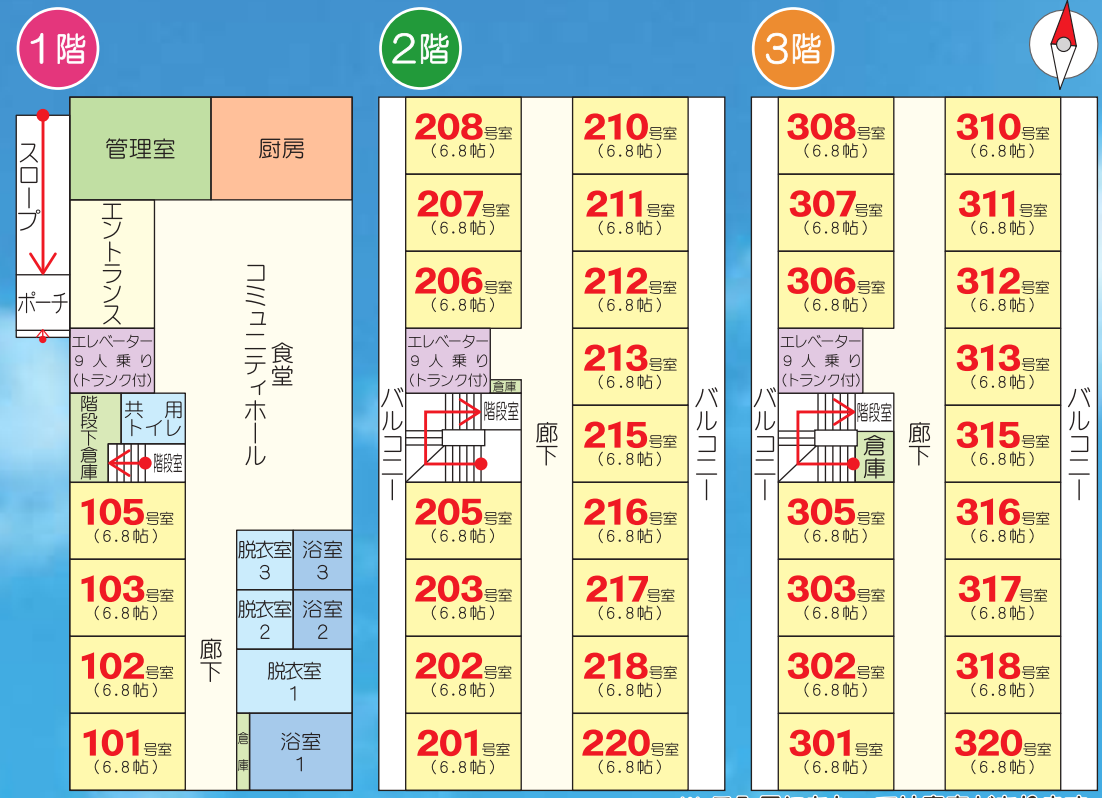 1階
スロープ
ポーチ
管理室
厨房
エントランス
食堂
コミュニティホール
エレベーター
9人乗り
(トランク付)
階段下倉庫
共用
トイレ
階段室
105号室
(6.8帖)
103号室
(6.8帖)
102号室
(6.8帖)
101号室
(6.8帖)
廊下
脱衣室
3
浴室
3
脱衣室
2
浴室
2
脱衣室
1
倉庫
浴室
1
2階
208号室
(6.8帖)
207号室
(6.8帖)
206号室
(6.8帖)
エレベーター
9人乗り
(トランク付)
倉庫
階段室
バルコニー
205号室
(6.8帖)
203号室
(6.8帖)
202号室
(6.8帖)
201号室
(6.8帖)
廊下
210号室
(6.8帖)
211号室
(6.8帖)
212号室
(6.8帖)
213号室
(6.8帖)
215号室
(6.8帖)
216号室
(6.8帖)
217号室
(6.8帖)
218号室
(6.8帖)
220号室
(6.8帖)
バルコニー
3階
308号室
(6.8帖)
307号室
(6.8帖)
306号室
(6.8帖)
エレベーター
9人乗り
(トランク付)
階段室
倉庫
バルコニー
305号室
(6.8帖)
303号室
(6.8帖)
302号室
(6.8帖)
301号室
(6.8帖)
廊下
310号室
(6.8帖)
311号室
(6.8帖)
312号室
(6.8帖)
313号室
(6.8帖)
315号室
(6.8帖)
316号室
(6.8帖)
317号室
(6.8帖)
318号室
(6.8帖)
320号室
(6.8帖)
バルコニー